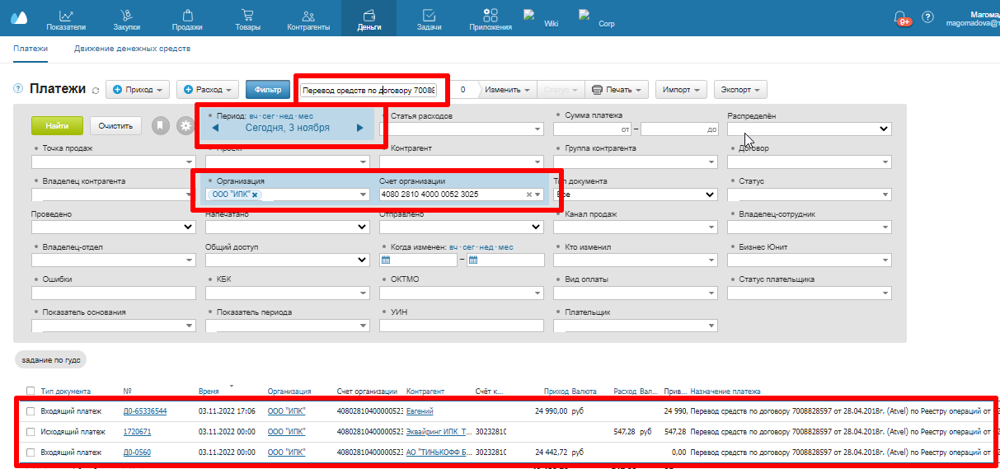 Показатели Закупки Продажи Товары Контрагенты Деньги Задачи Приложения Wiki Corp 9+ ? Магомад
magomadova@
Платежи Движение денежных средств
? Платежи Приход Расход Фильтр Перевод средств по договору 70088 0 Изменить Статус Печать Импорт Экспорт
Найти Очистить
Период: вч·сег·нед·мес Статья расходов Сумма платежа Распределён
Сегодня, 3 ноября от – до
Точка продаж Проект Контрагент Группа контрагента Договор
Владелец контрагента Организация Счет организации Тип документа Статус
ООО "ИПК" × 4080 2810 4000 0052 3025 × Все
Проведено Напечатано Отправлено Канал продаж Владелец-сотрудник
Владелец-отдел Общий доступ Когда изменен: вч·сег·нед·мес Кто изменил Бизнес Юнит
–
Ошибки КБК ОКТМО Вид оплаты Статус плательщика
Показатель основания Показатель периода УИН Плательщик
задание по гудс
Тип документа № Время Организация Счет организации Контрагент Счёт к... Приход Валюта Расход Вал... Прив... Назначение платежа
Входящий платеж Д0-65336544 03.11.2022 17:06 ООО "ИПК" 40802810400000523 Евгений 24 990,00 руб 24 990, Перевод средств по договору 7008828597 от 28.04.2018г. (Atvel) по Реестру операций от
Исходящий платеж 1720671 03.11.2022 00:00 ООО "ИПК" 40802810400000523 Эквайринг ИПК_Т... 30232810 547,28 руб 547,28 Перевод средств по договору 7008828597 от 28.04.2018г. (Atvel) по Реестру операций от
Входящий платеж Д0-0560 03.11.2022 00:00 ООО "ИПК" 40802810400000523 АО "ТИНЬКОФФ Б... 30232810 24 442,72 руб 0,00 Перевод средств по договору 7008828597 от 28.04.2018г. (Atvel) по Реестру операций от